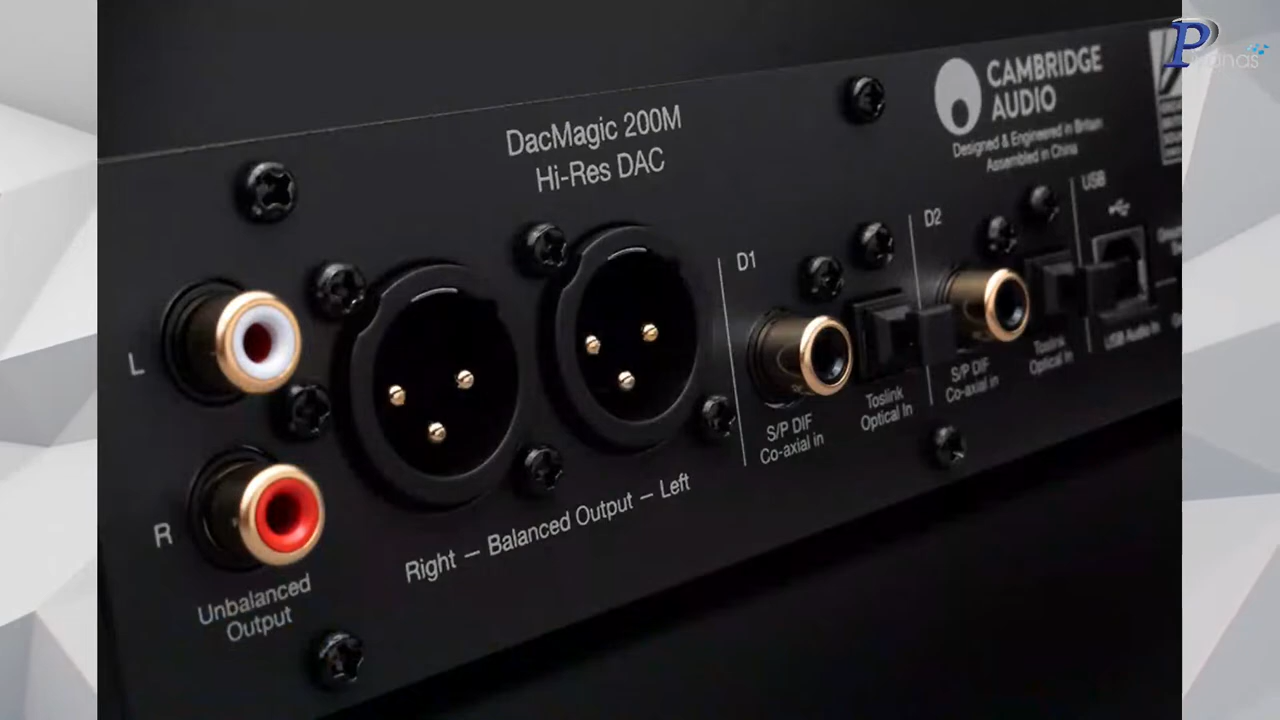 DacMagic 200M
Hi-Res DAC
CAMBRIDGE
AUDIO
Designed & Engineered in Britain
Assembled in China
L
R
Unbalanced
Output
Right – Balanced Output – Left
D1
S/P DIF
Co-axial in
Toslink
Optical In
D2
S/P DIF
Co-axial in
Toslink
Optical In
USB
USB Audio In